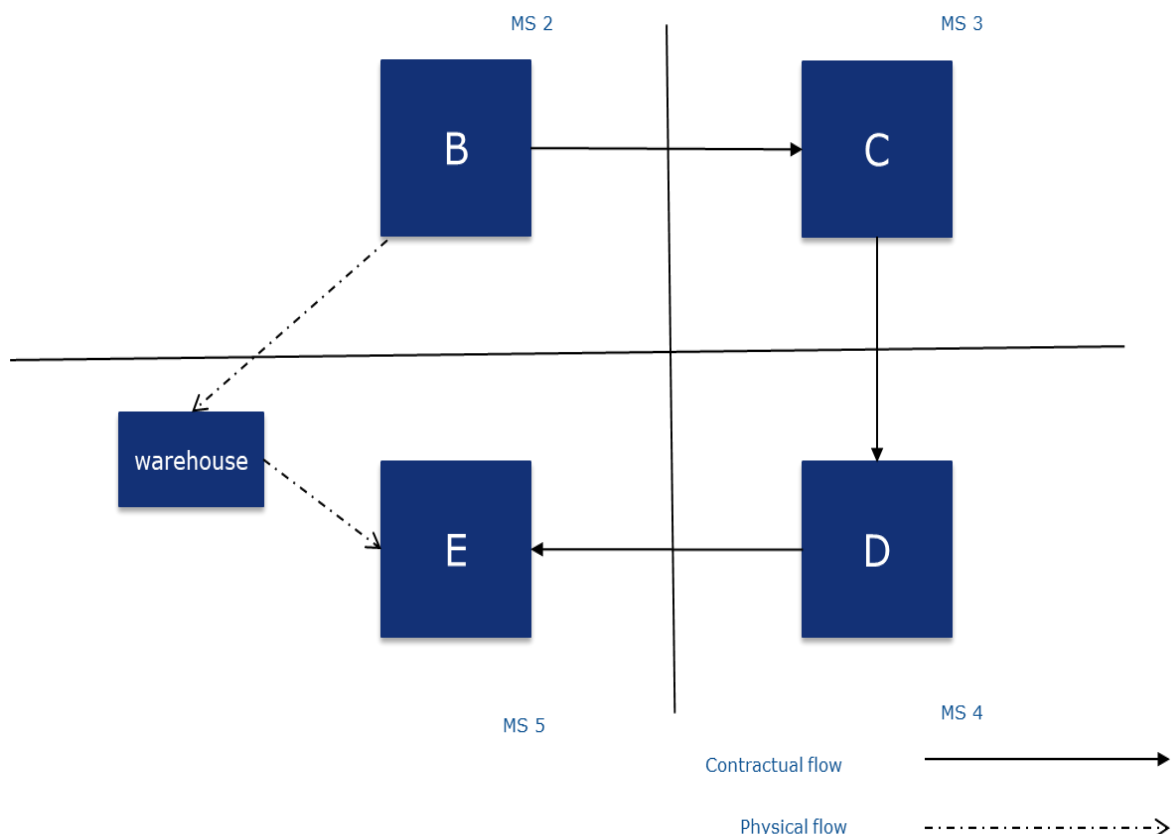 MS 2
MS 3
B
C
warehouse
E
D
MS 5
MS 4
Contractual flow
Physical flow